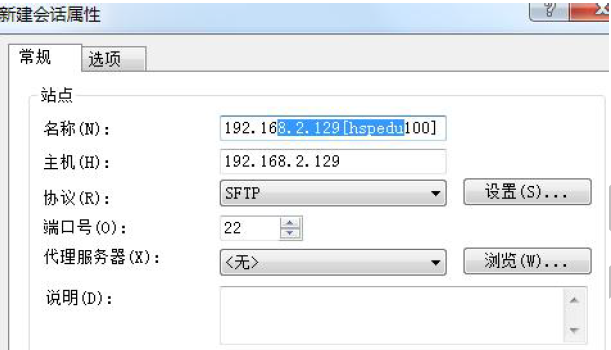 新建会话属性
常规 选项
站点
名称(N): 192.168.2.129[hspedu100]
主机(H): 192.168.2.129
协议(R): SFTP 设置(S)...
端口号(O): 22
代理服务器(X): <无> 浏览(W)...
说明(D):